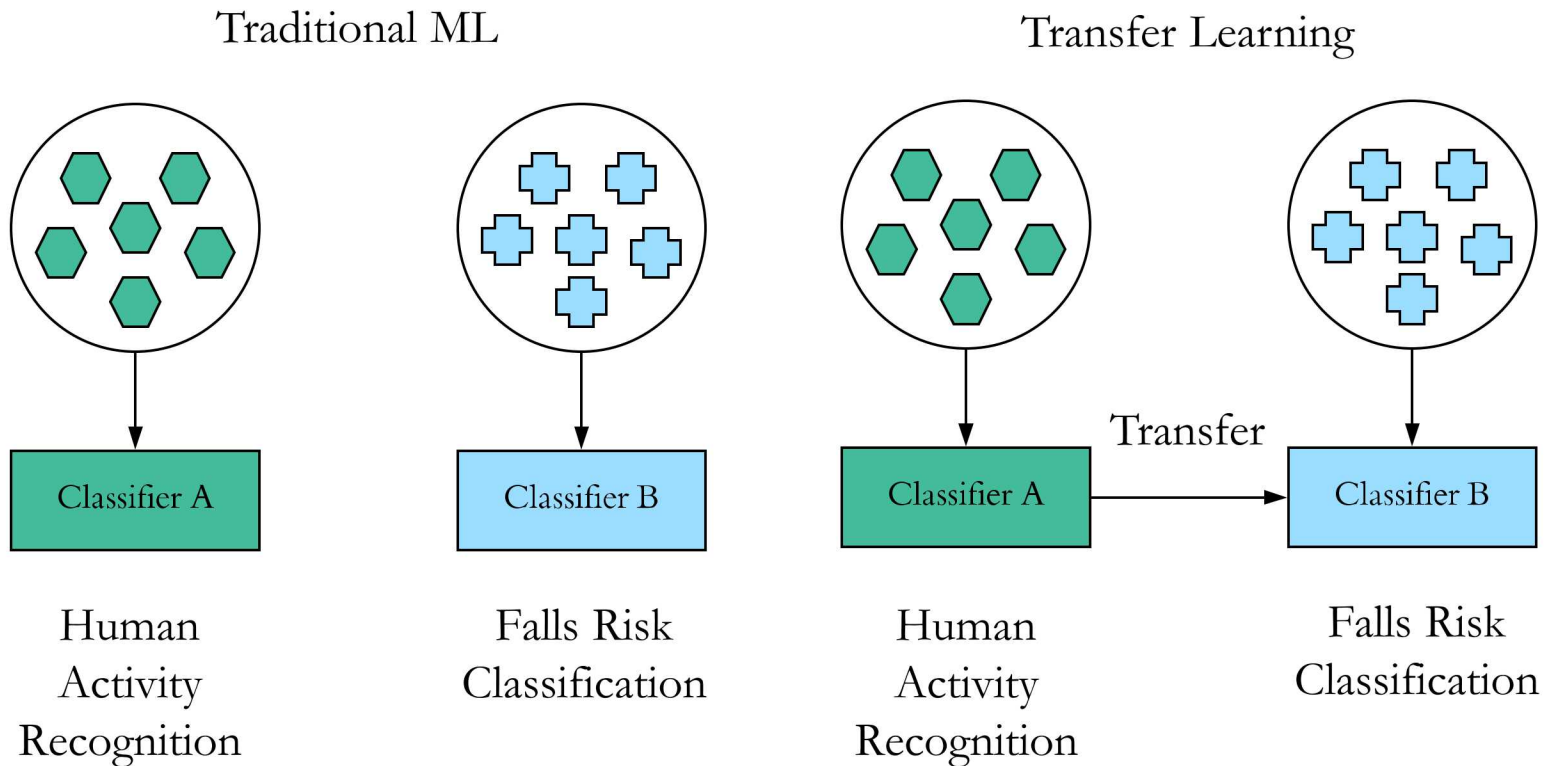 Traditional ML
Transfer Learning
Transfer
Classifier A
Classifier B
Classifier A
Classifier B
Human
Activity
Recognition
Falls Risk
Classification
Human
Activity
Recognition
Falls Risk
Classification